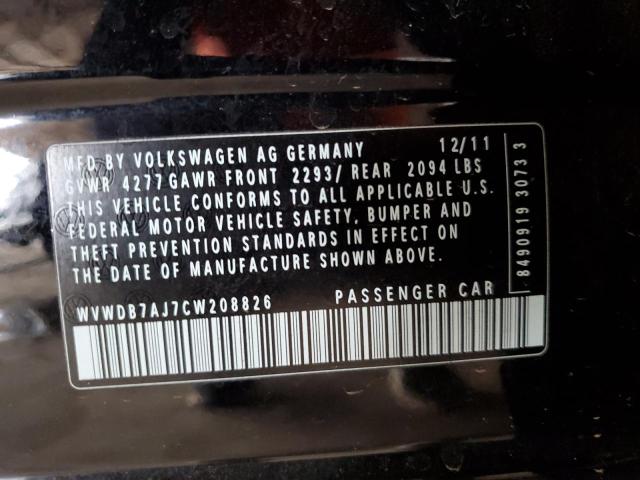 MFD BY VOLKSWAGEN AG GERMANY 12/11
GVWR 4277 GAWR FRONT 2293/ REAR 2094 LBS
THIS VEHICLE CONFORMS TO ALL APPLICABLE U.S.
FEDERAL MOTOR VEHICLE SAFETY, BUMPER AND
THEFT PREVENTION STANDARDS IN EFFECT ON
THE DATE OF MANUFACTURE SHOWN ABOVE.
WVWDB7AJ7CW208826 PASSENGER CAR
8490919 3073 3